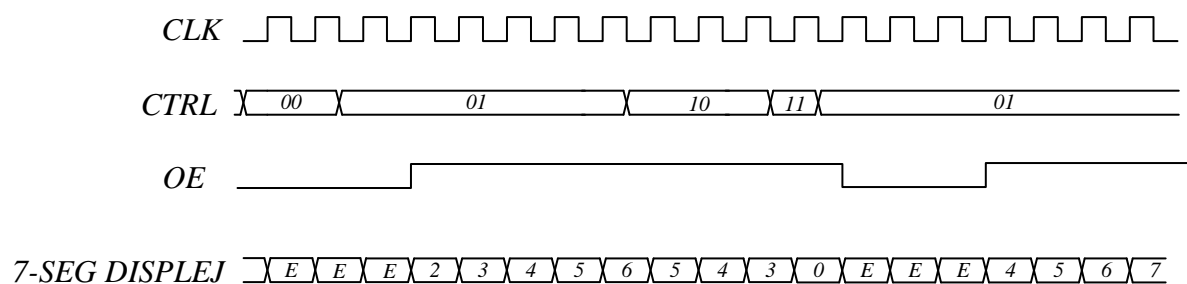 CLK
CTRL 00 01 10 11 01
OE
7-SEG DISPLEJ E E E 2 3 4 5 6 5 4 3 0 E E E 4 5 6 7